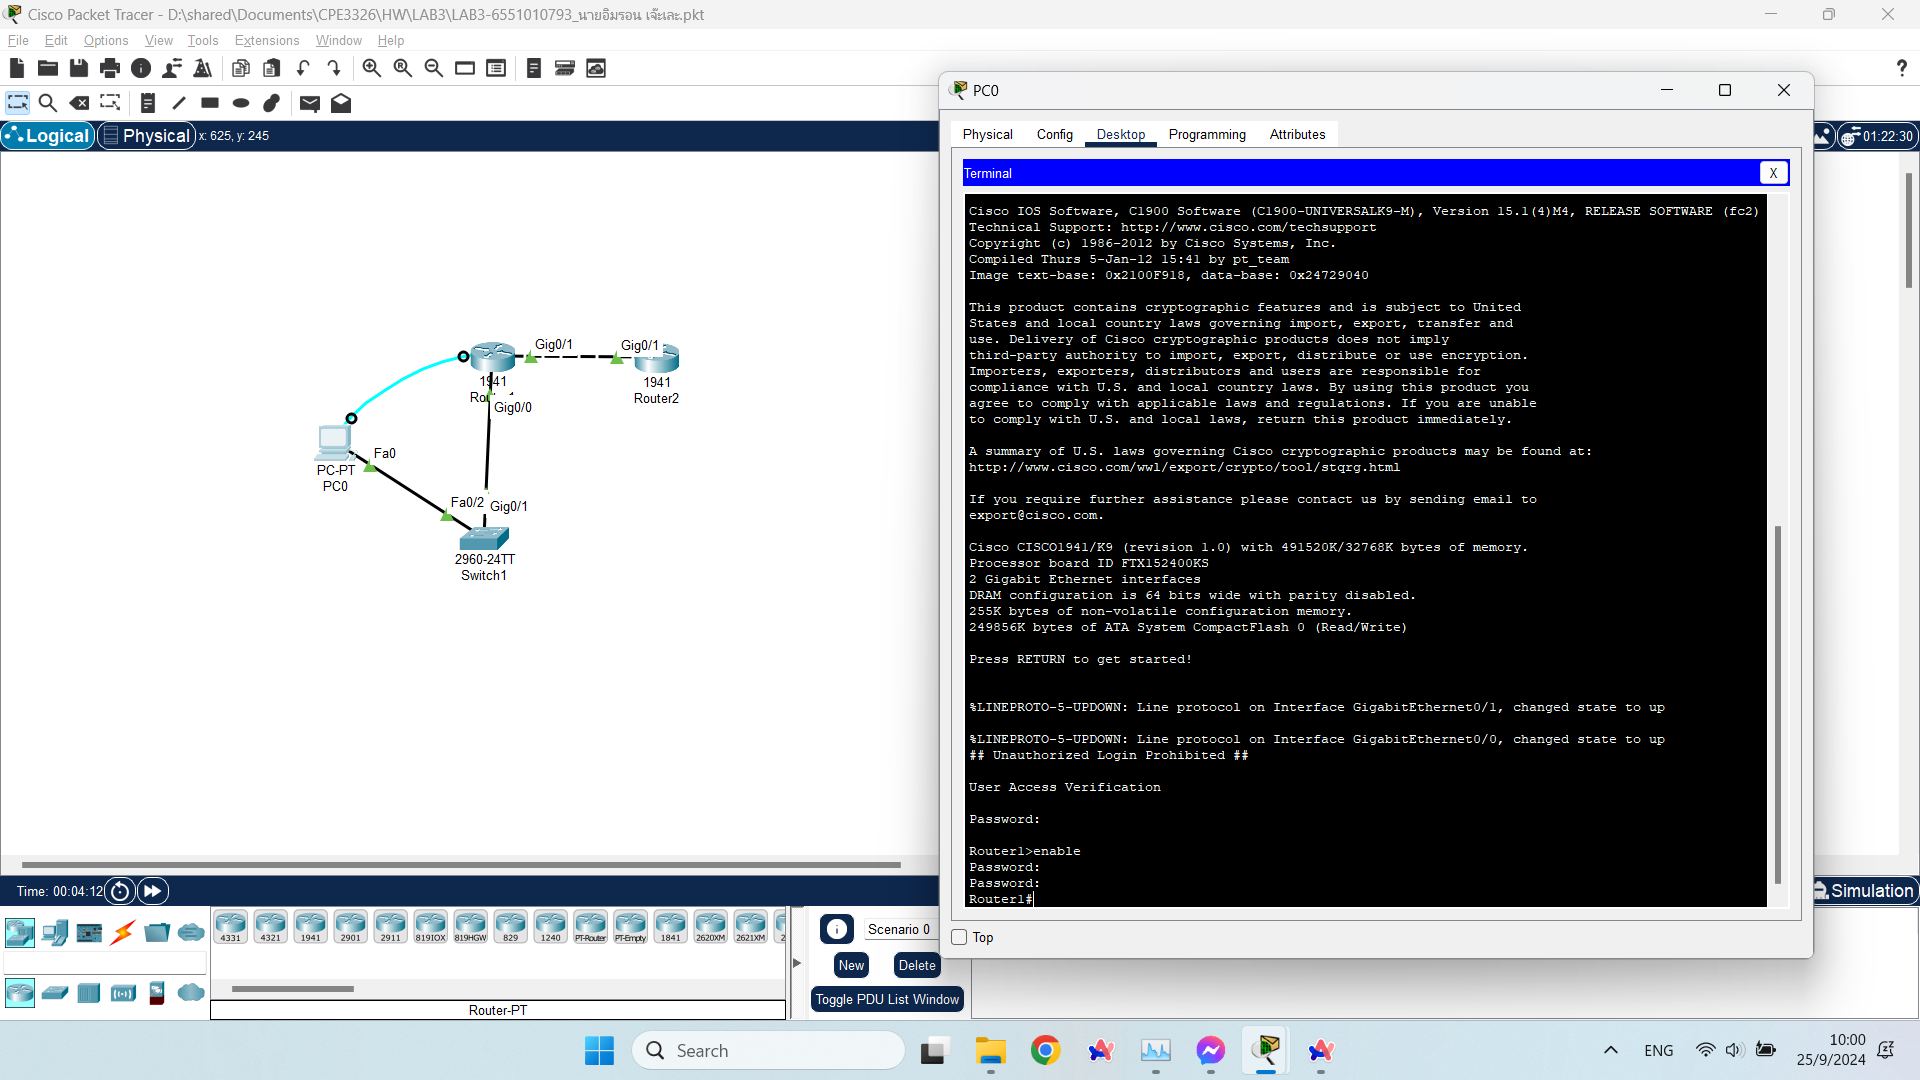 Cisco Packet Tracer - D:\shared\Documents\CPE3326\HW\LAB3\LAB3-6551010793_นายอิมรอน เจ๊ะเละ.pkt
File Edit Options View Tools Extensions Window Help
?
Logical Physical x: 625, y: 245
01:22:30
PC0
Physical Config Desktop Programming Attributes
Terminal
X
Cisco IOS Software, C1900 Software (C1900-UNIVERSALK9-M), Version 15.1(4)M4, RELEASE SOFTWARE (fc2)
Technical Support: http://www.cisco.com/techsupport
Copyright (c) 1986-2012 by Cisco Systems, Inc.
Compiled Thurs 5-Jan-12 15:41 by pt_team
Image text-base: 0x2100F918, data-base: 0x24729040
This product contains cryptographic features and is subject to United
States and local country laws governing import, export, transfer and
use. Delivery of Cisco cryptographic products does not imply
third-party authority to import, export, distribute or use encryption.
Importers, exporters, distributors and users are responsible for
compliance with U.S. and local country laws. By using this product you
agree to comply with applicable laws and regulations. If you are unable
to comply with U.S. and local laws, return this product immediately.
A summary of U.S. laws governing Cisco cryptographic products may be found at:
http://www.cisco.com/wwl/export/crypto/tool/stqrg.html
If you require further assistance please contact us by sending email to
export@cisco.com.
Cisco CISCO1941/K9 (revision 1.0) with 491520K/32768K bytes of memory.
Processor board ID FTX152400KS
2 Gigabit Ethernet interfaces
DRAM configuration is 64 bits wide with parity disabled.
255K bytes of non-volatile configuration memory.
249856K bytes of ATA System CompactFlash 0 (Read/Write)
Press RETURN to get started!
%LINEPROTO-5-UPDOWN: Line protocol on Interface GigabitEthernet0/1, changed state to up
%LINEPROTO-5-UPDOWN: Line protocol on Interface GigabitEthernet0/0, changed state to up
## Unauthorized Login Prohibited ##
User Access Verification
Password:
Router1>enable
Password:
Password:
Router1#
Top
Gig0/1
Gig0/1
1941
1941
Router2
Gig0/0
Fa0
PC-PT
PC0
Fa0/2
Gig0/1
2960-24TT
Switch1
Time: 00:04:12
Simulation
4331 4321 1941 2901 2911 819IOX 819HGW 829 1240 PT-Router PT-Empty 1841 2620XM 2621XM
Router-PT
Scenario 0
New Delete
Toggle PDU List Window
Search
ENG
10:00
25/9/2024